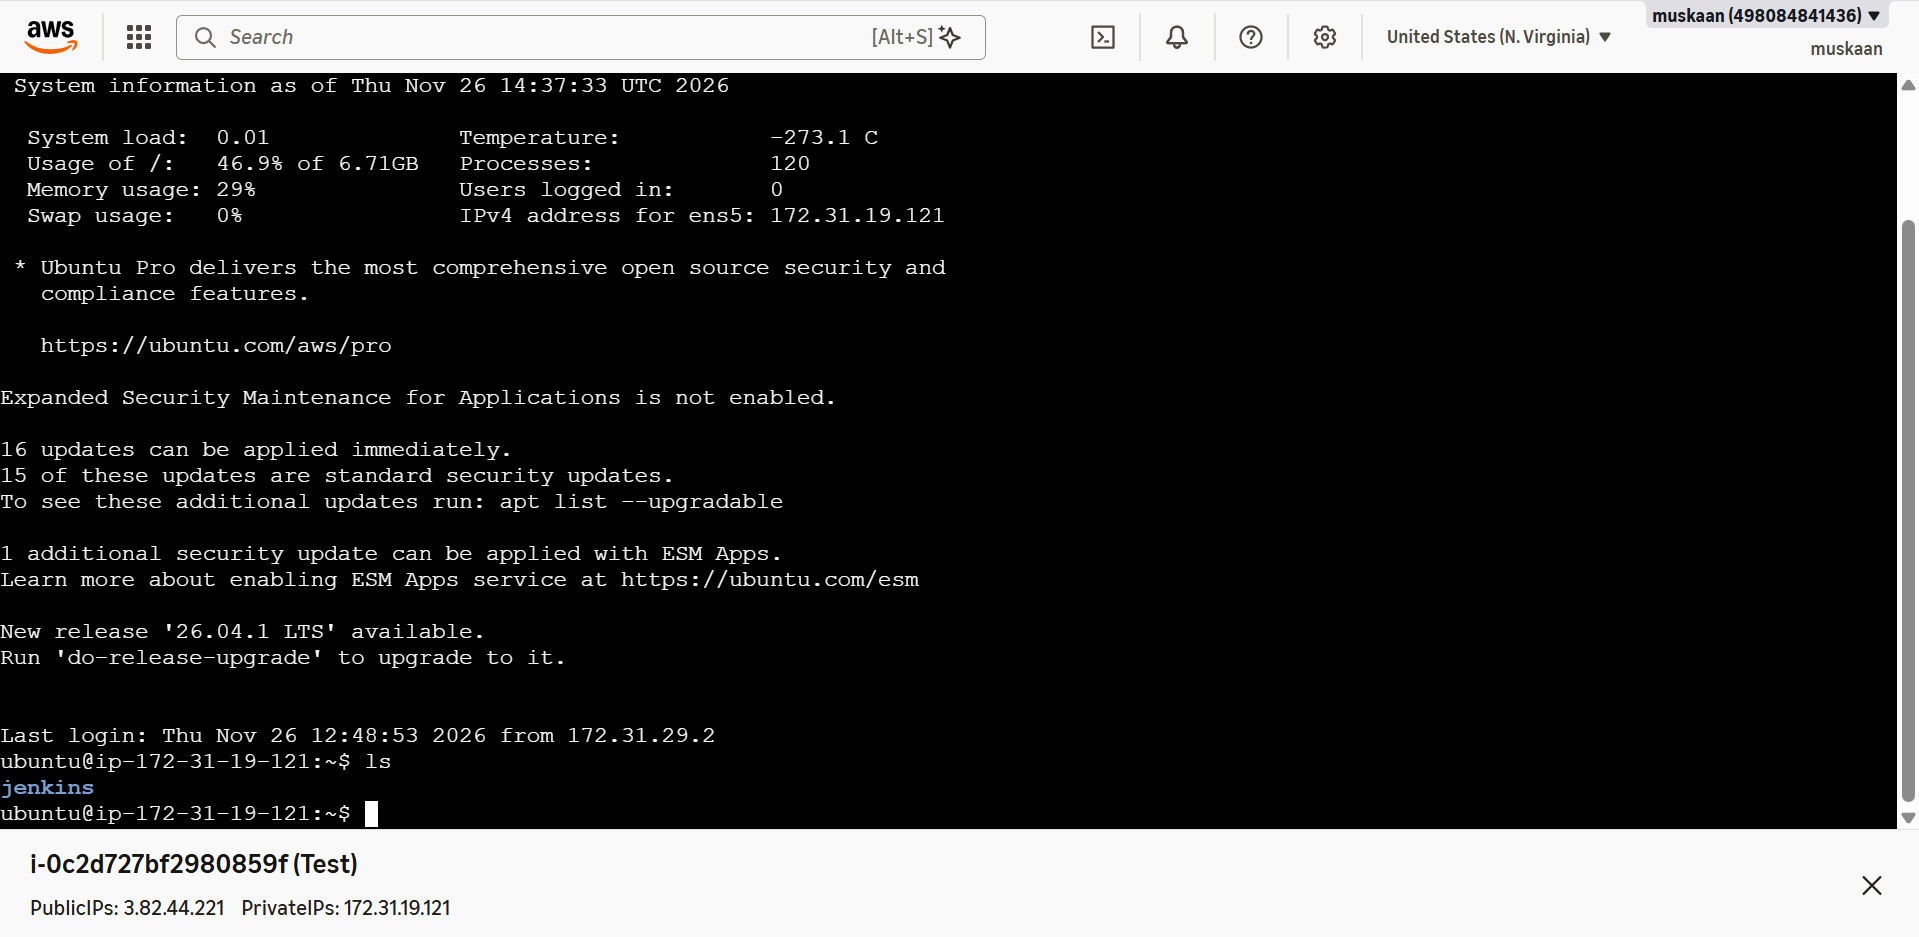 aws
Search [Alt+S]
United States (N. Virginia)
muskaan (498084841436)
muskaan
System information as of Thu Nov 26 14:37:33 UTC 2026
System load: 0.01 Temperature: -273.1 C
Usage of /: 46.9% of 6.71GB Processes: 120
Memory usage: 29% Users logged in: 0
Swap usage: 0% IPv4 address for ens5: 172.31.19.121
* Ubuntu Pro delivers the most comprehensive open source security and
compliance features.
https://ubuntu.com/aws/pro
Expanded Security Maintenance for Applications is not enabled.
16 updates can be applied immediately.
15 of these updates are standard security updates.
To see these additional updates run: apt list --upgradable
1 additional security update can be applied with ESM Apps.
Learn more about enabling ESM Apps service at https://ubuntu.com/esm
New release '26.04.1 LTS' available.
Run 'do-release-upgrade' to upgrade to it.
Last login: Thu Nov 26 12:48:53 2026 from 172.31.29.2
ubuntu@ip-172-31-19-121:~$ ls
jenkins
ubuntu@ip-172-31-19-121:~$
i-0c2d727bf2980859f (Test)
PublicIPs: 3.82.44.221 PrivateIPs: 172.31.19.121